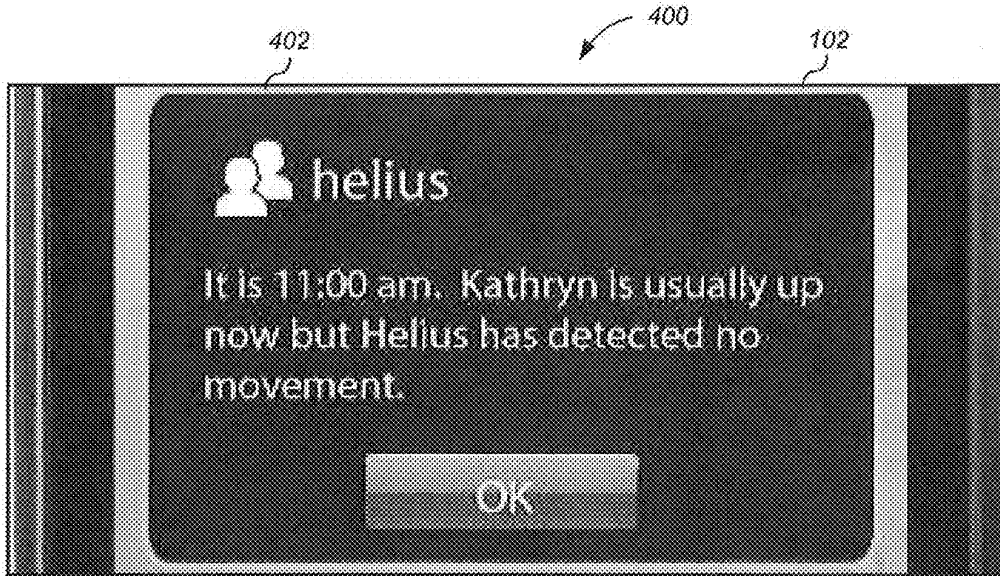 400
402 102
helius
It is 11:00 am. Kathryn is usually up
now but Helius has detected no
movement.
OK